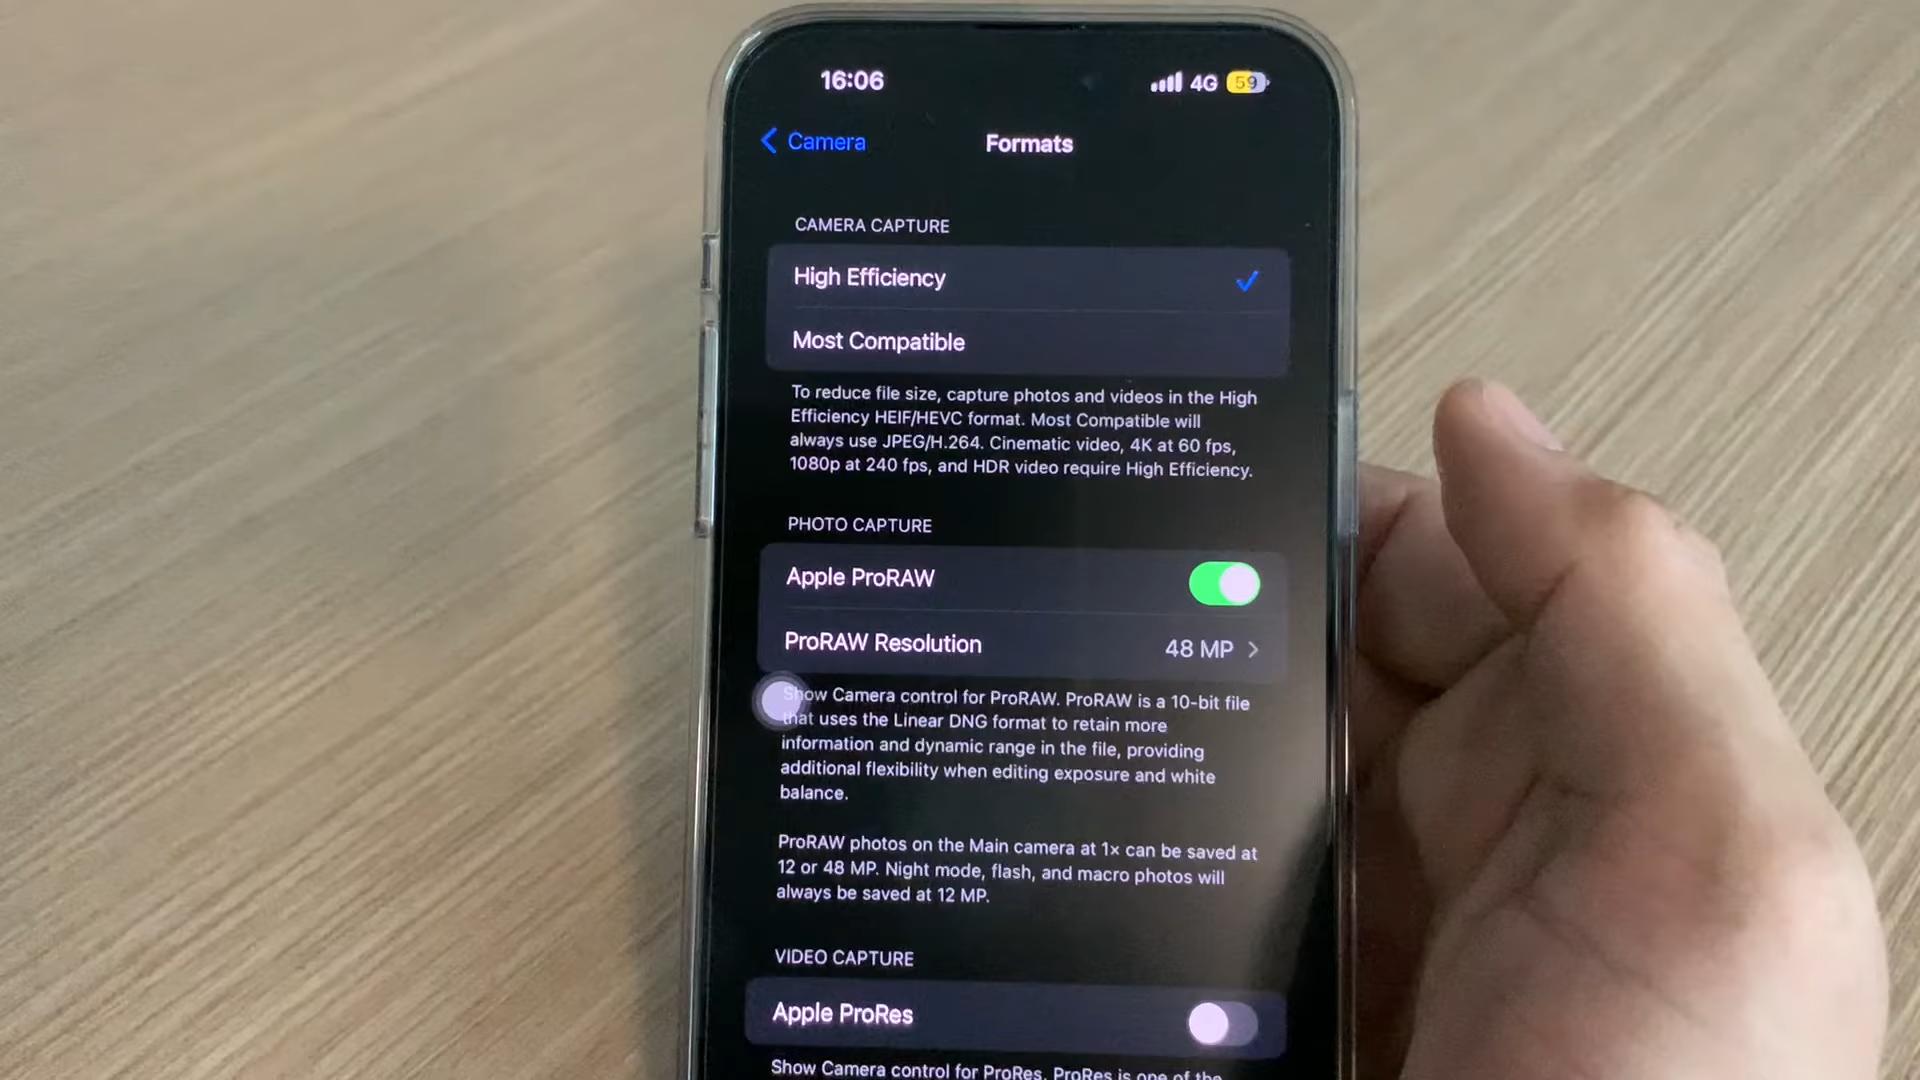 16:06
4G 59
Camera
Formats
CAMERA CAPTURE
High Efficiency
Most Compatible
To reduce file size, capture photos and videos in the High
Efficiency HEIF/HEVC format. Most Compatible will
always use JPEG/H.264. Cinematic video, 4K at 60 fps,
1080p at 240 fps, and HDR video require High Efficiency.
PHOTO CAPTURE
Apple ProRAW
ProRAW Resolution 48 MP
Show Camera control for ProRAW. ProRAW is a 10-bit file
that uses the Linear DNG format to retain more
information and dynamic range in the file, providing
additional flexibility when editing exposure and white
balance.
ProRAW photos on the Main camera at 1x can be saved at
12 or 48 MP. Night mode, flash, and macro photos will
always be saved at 12 MP.
VIDEO CAPTURE
Apple ProRes
Show Camera control for ProRes. ProRes is one of the